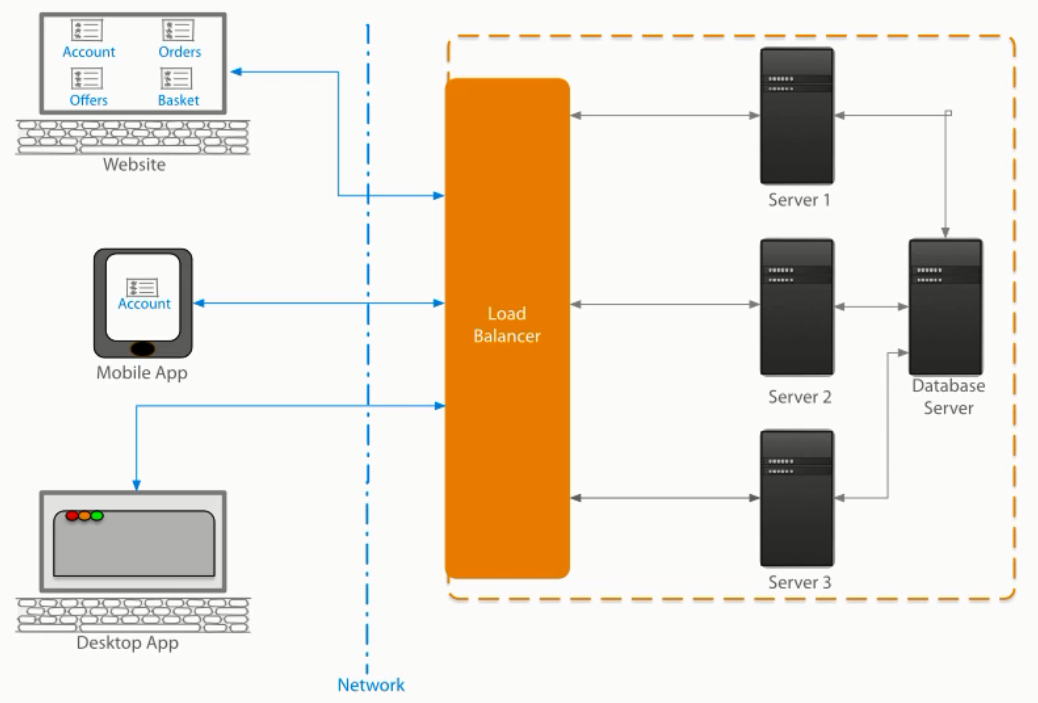 Account
Orders
Offers
Basket
Website
Account
Mobile App
Desktop App
Network
Load
Balancer
Server 1
Server 2
Server 3
Database
Server